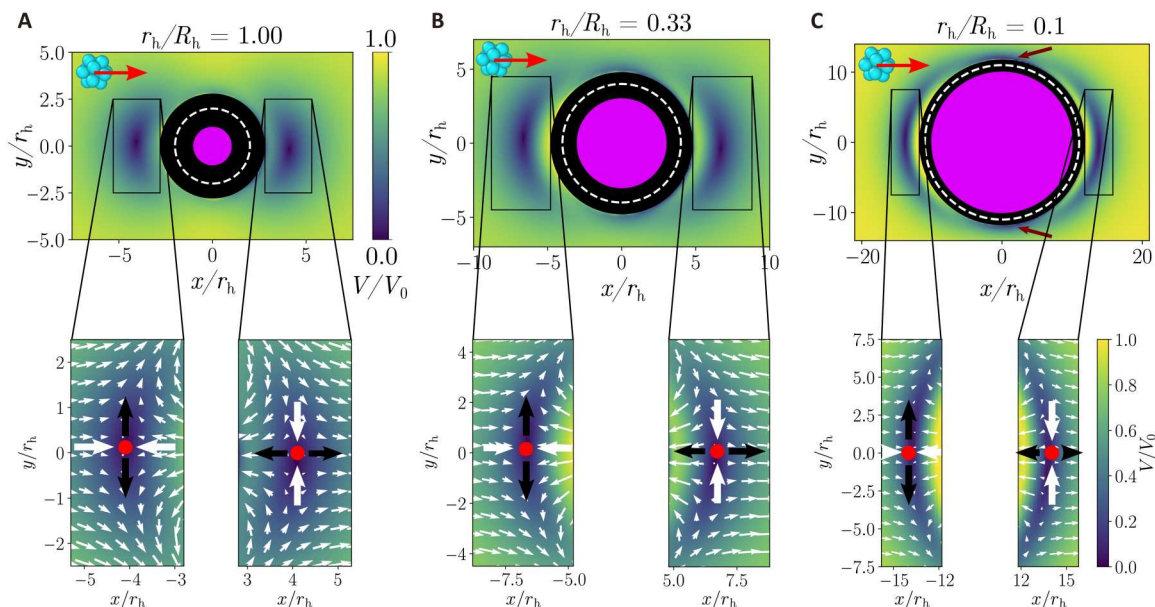 A
r_h/R_h = 1.00
1.0
5.0
2.5
0.0
−2.5
−5.0
y/r_h
−5
0
5
x/r_h
0.0
V/V_0
2
1
0
−1
−2
y/r_h
−5
−4
−3
x/r_h
3
4
5
x/r_h
B
r_h/R_h = 0.33
5
0
−5
y/r_h
−10
−5
0
5
10
x/r_h
4
2
0
−2
−4
y/r_h
−7.5
−5.0
x/r_h
5.0
7.5
x/r_h
C
r_h/R_h = 0.1
10
0
−10
y/r_h
−20
0
20
x/r_h
7.5
5.0
2.5
0.0
−2.5
−5.0
−7.5
y/r_h
−15
−12
x/r_h
12
15
x/r_h
1.0
0.8
0.6
0.4
0.2
0.0
V/V_0